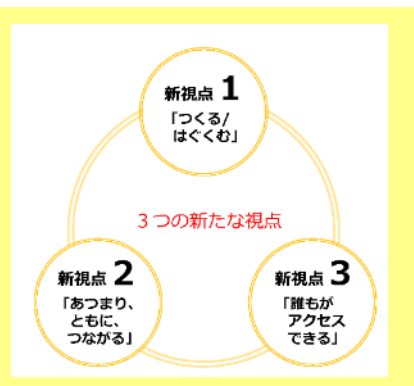 新視点 1
「つくる/
はぐくむ」
3つの新たな視点
新視点 2
「あつまり、
ともに、
つながる」
新視点 3
「誰もが
アクセス
できる」